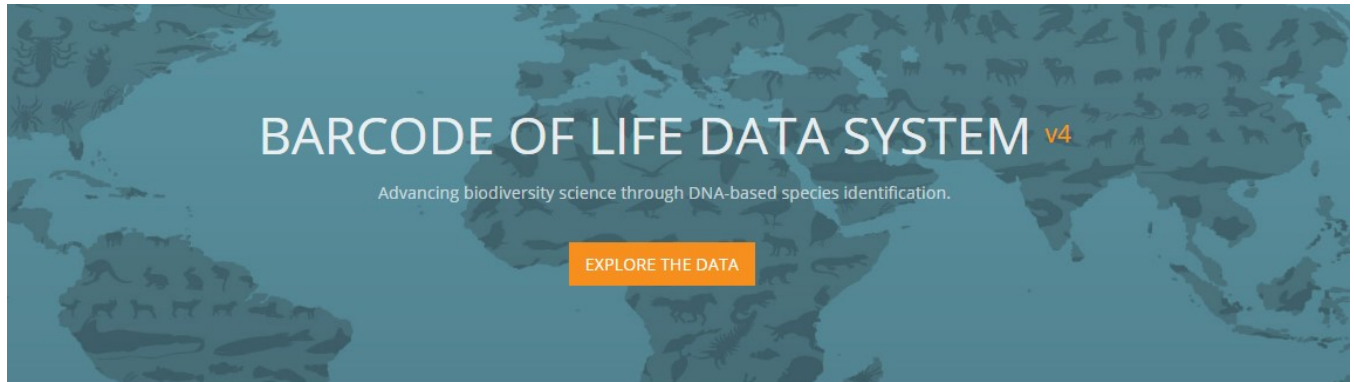 BARCODE OF LIFE DATA SYSTEM v4
Advancing biodiversity science through DNA-based species identification.
EXPLORE THE DATA